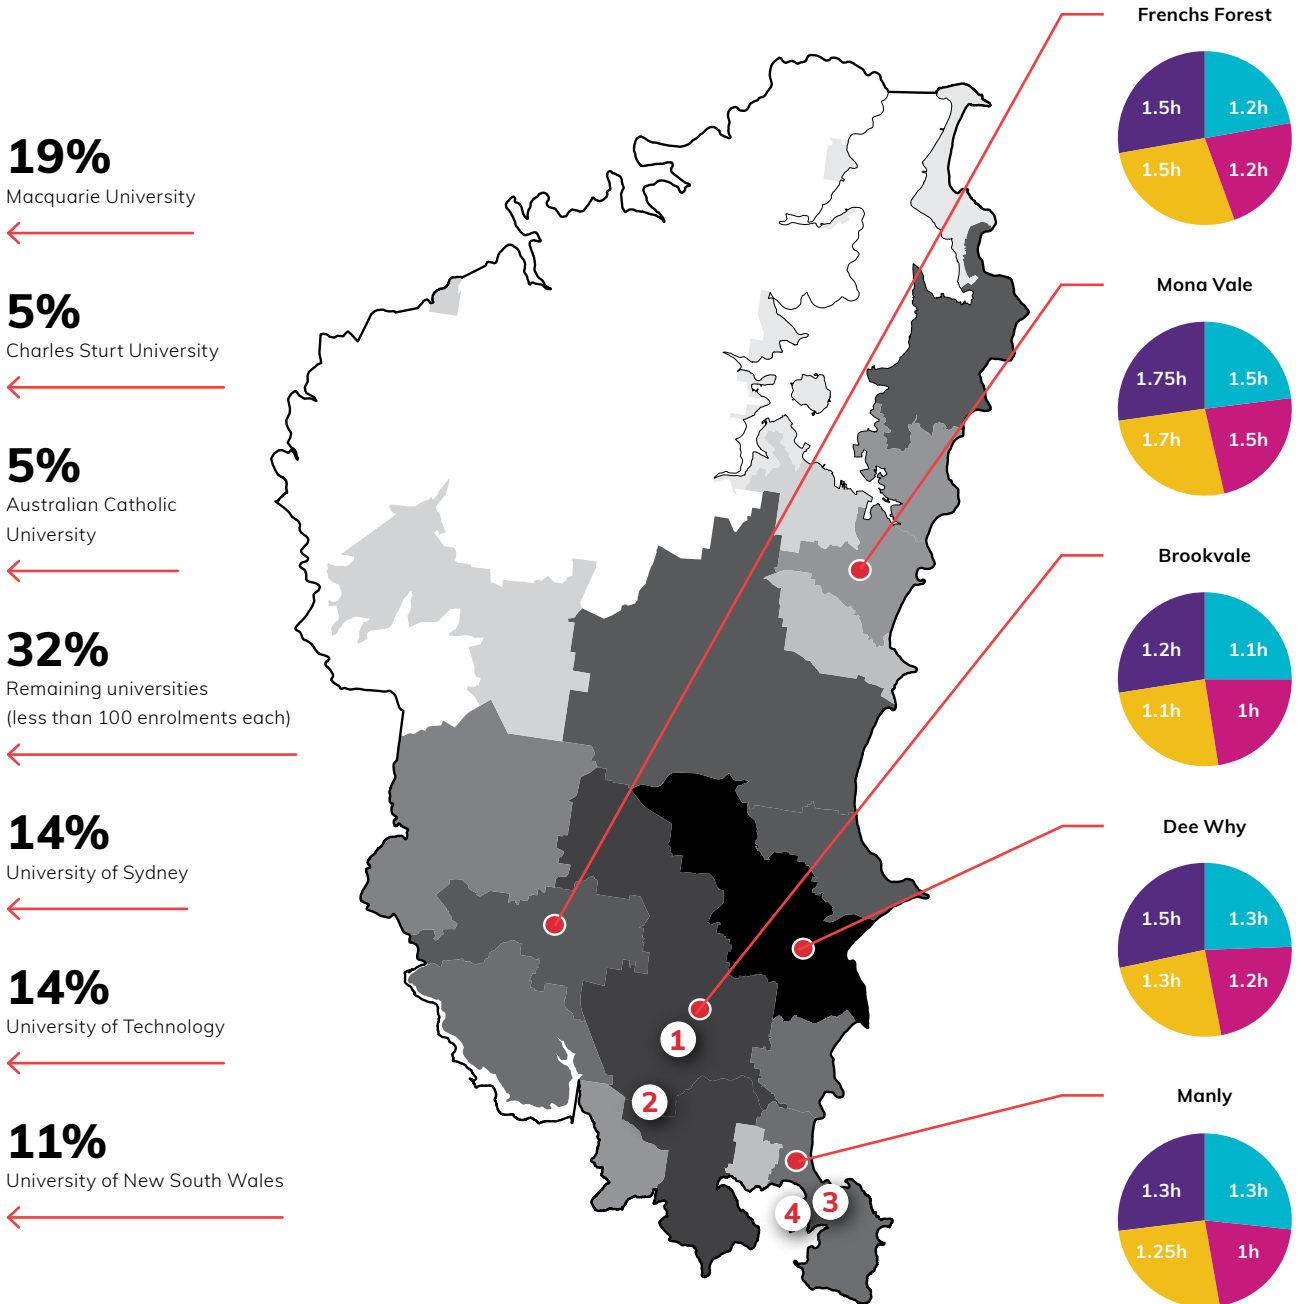 19%
Macquarie University
5%
Charles Sturt University
5%
Australian Catholic
University
32%
Remaining universities
(less than 100 enrolments each)
14%
University of Sydney
14%
University of Technology
11%
University of New South Wales
1
2
3
4
Frenchs Forest
1.5h
1.2h
1.5h
1.2h
Mona Vale
1.75h
1.5h
1.7h
1.5h
Brookvale
1.2h
1.1h
1.1h
1h
Dee Why
1.5h
1.3h
1.3h
1.2h
Manly
1.3h
1.3h
1.25h
1h